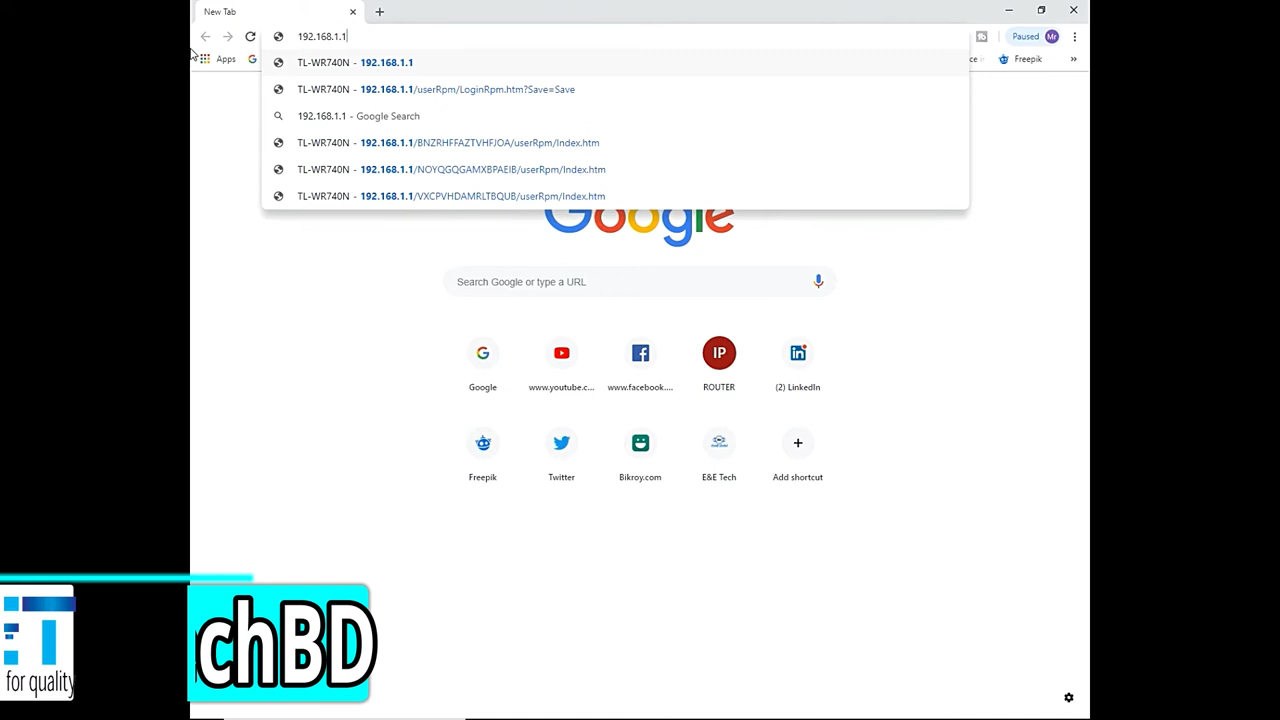 New Tab
192.168.1.1
Paused Mr
TL-WR740N - 192.168.1.1
Apps
ce is
Freepik
»
TL-WR740N - 192.168.1.1/userRpm/LoginRpm.htm?Save=Save
192.168.1.1 - Google Search
TL-WR740N - 192.168.1.1/BNZRHFFAZTVHFJOA/userRpm/Index.htm
TL-WR740N - 192.168.1.1/NOYQGQGAMXBPAEIB/userRpm/Index.htm
TL-WR740N - 192.168.1.1/VXCPVHDAMRLTBQUB/userRpm/Index.htm
Google
Search Google or type a URL
IP
Google
www.youtube.c...
www.facebook....
ROUTER
(2) LinkedIn
Freepik
Twitter
Bikroy.com
E&E Tech
Add shortcut
chBD
for quality